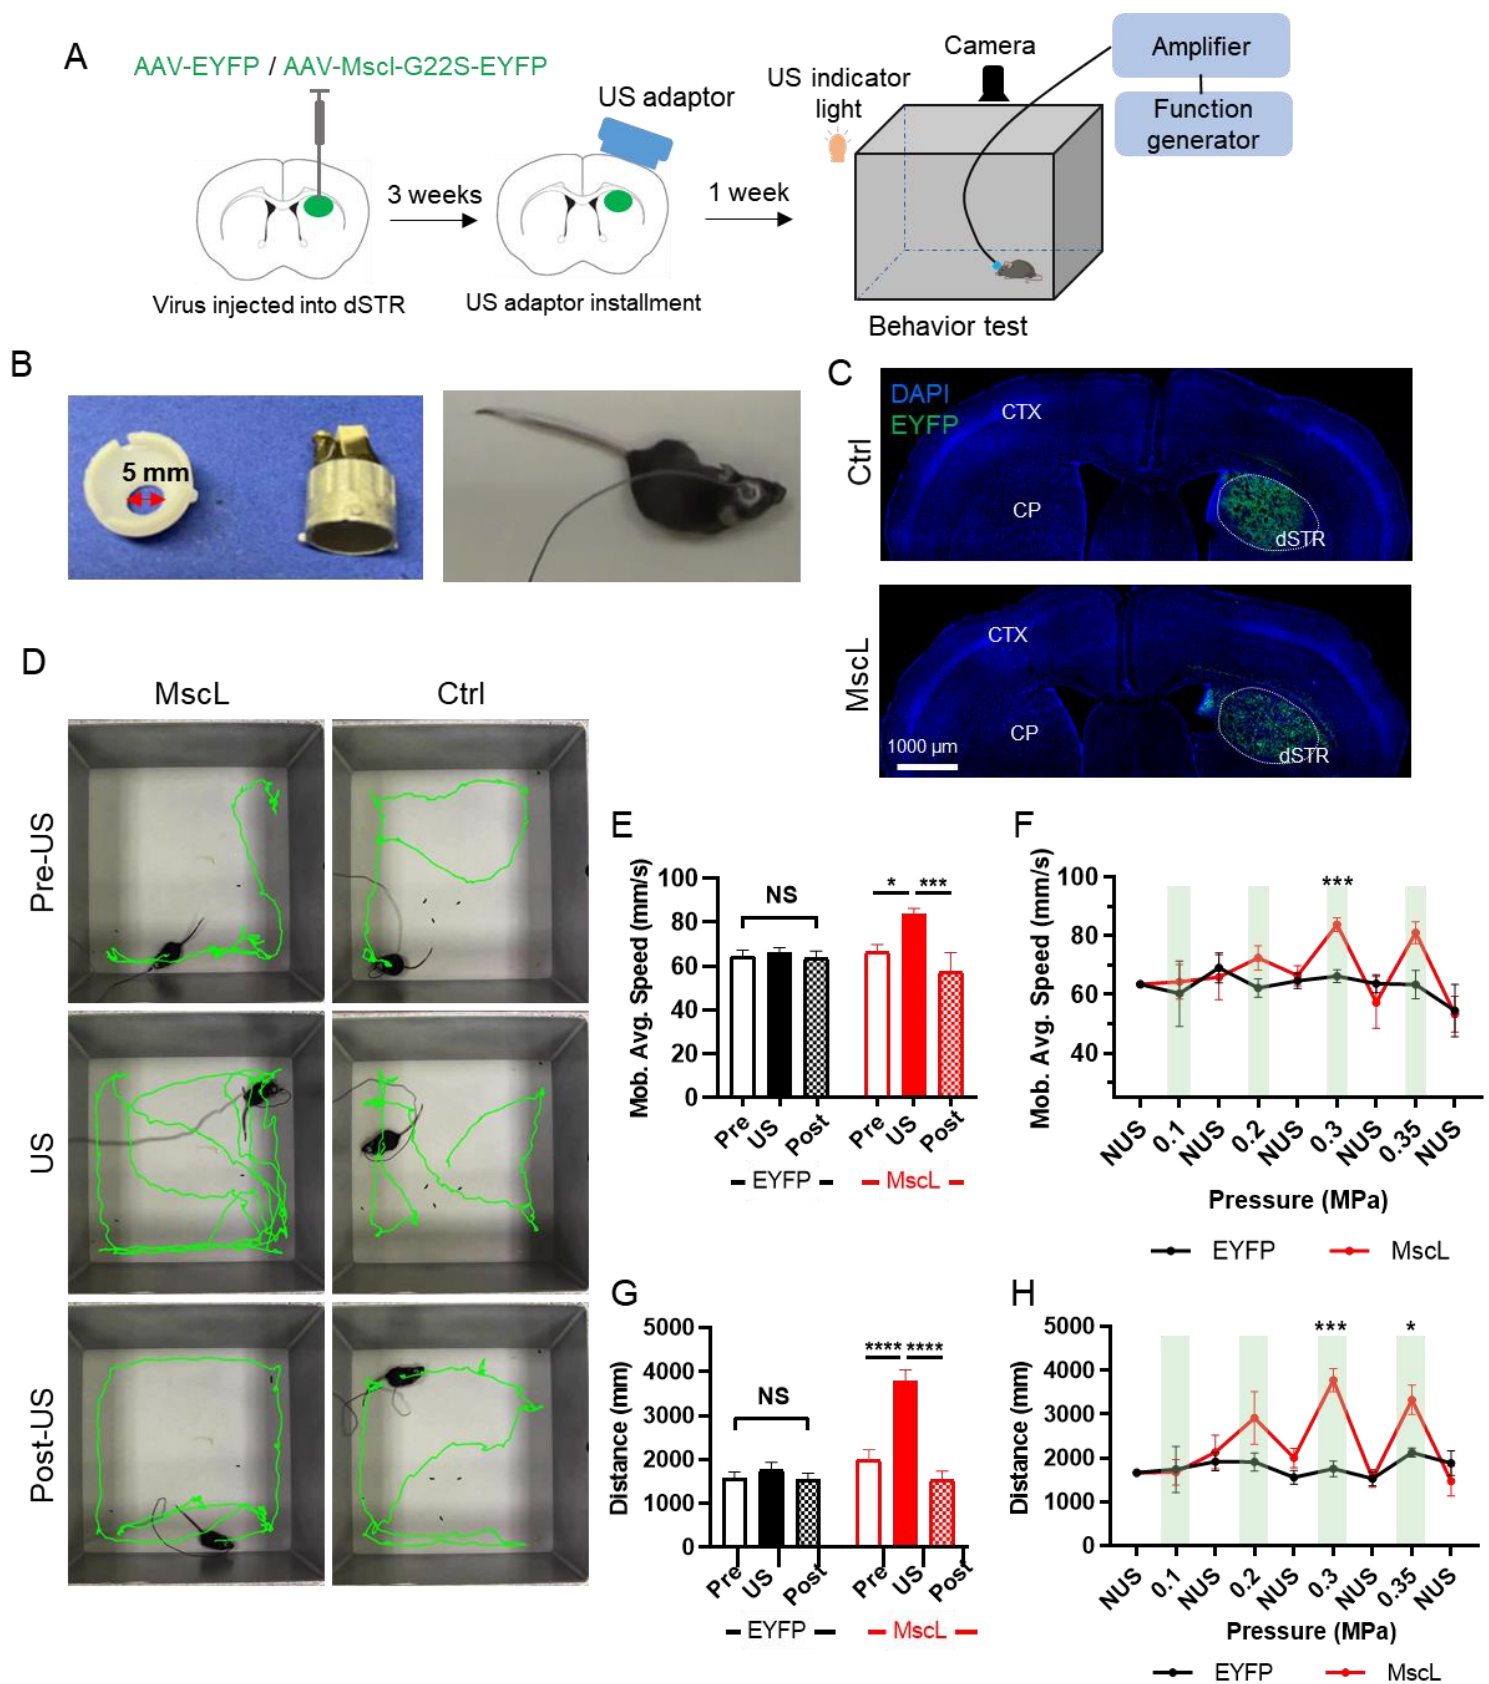 A
AAV-EYFP / AAV-Mscl-G22S-EYFP
US adaptor
3 weeks
1 week
Virus injected into dSTR
US adaptor installment
US indicator
light
Camera
Amplifier
Function
generator
Behavior test
B
5 mm
C
Ctrl
DAPI
EYFP
CTX
CP
dSTR
MscL
CTX
CP
dSTR
1000 µm
D
MscL
Ctrl
Pre-US
US
Post-US
E
Mob. Avg. Speed (mm/s)
100
80
60
40
20
0
NS
*
***
Pre
US
Post
Pre
US
Post
EYFP
MscL
F
Mob. Avg. Speed (mm/s)
100
80
60
40
***
NUS
0.1
NUS
0.2
NUS
0.3
NUS
0.35
NUS
Pressure (MPa)
EYFP
MscL
G
Distance (mm)
5000
4000
3000
2000
1000
0
NS
****
****
Pre
US
Post
Pre
US
Post
EYFP
MscL
H
Distance (mm)
5000
4000
3000
2000
1000
0
***
*
NUS
0.1
NUS
0.2
NUS
0.3
NUS
0.35
NUS
Pressure (MPa)
EYFP
MscL